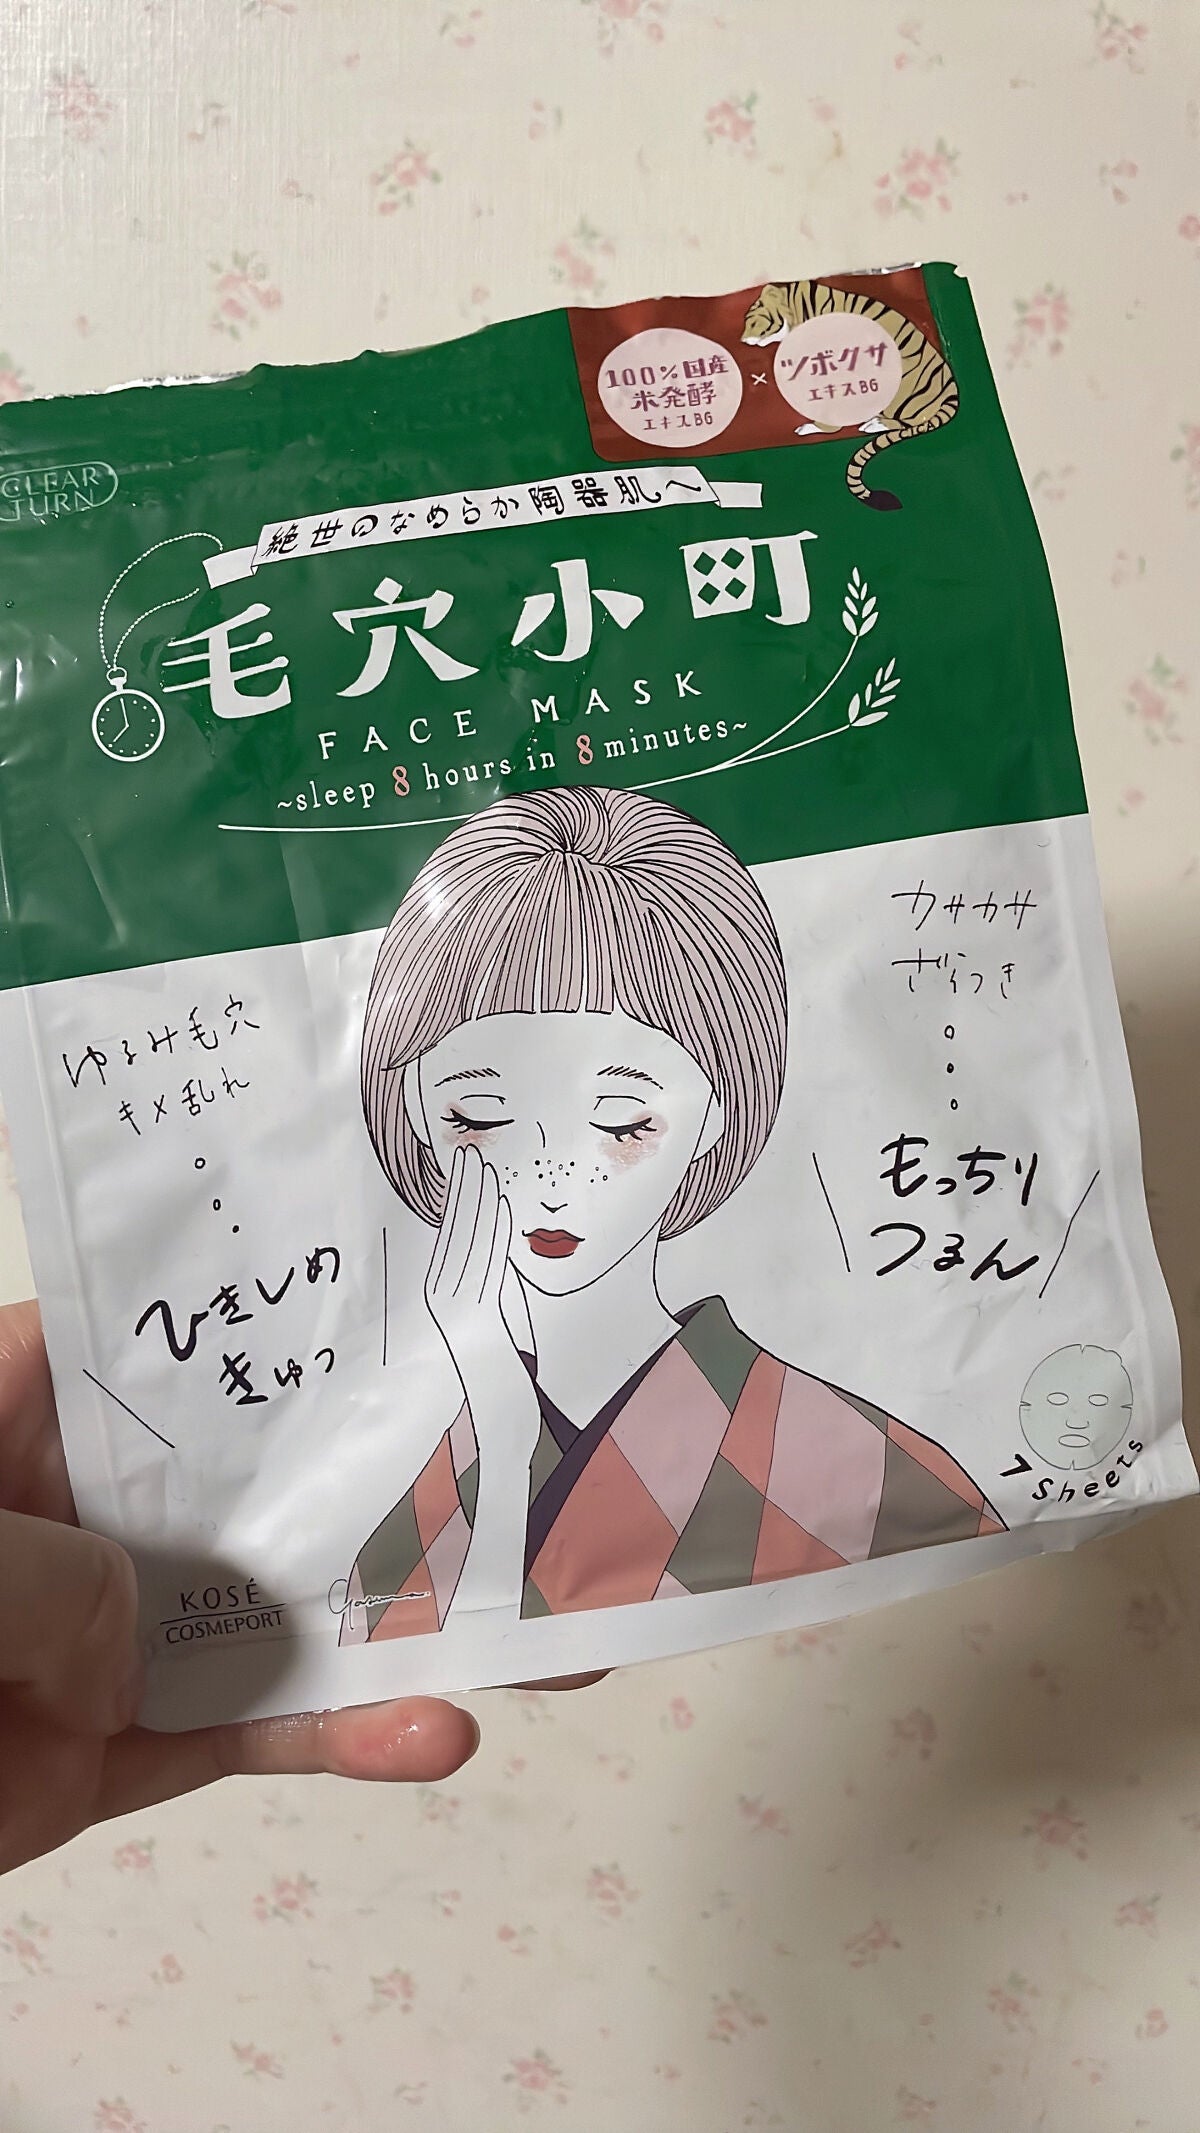 100%国産
米発酵
エキスBG
×
ツボクサ
エキスBG
CICA
CLEAR
TURN
絶世のなめらか陶器肌へ
毛穴小町
FACE MASK
~sleep 8 hours in 8 minutes~
カサカサ
ざらつき
もっちり
つるん
ゆるみ毛穴
キメ乱れ
ひきしめ
きゅっ
7 Sheets
KOSÉ
COSMEPORT